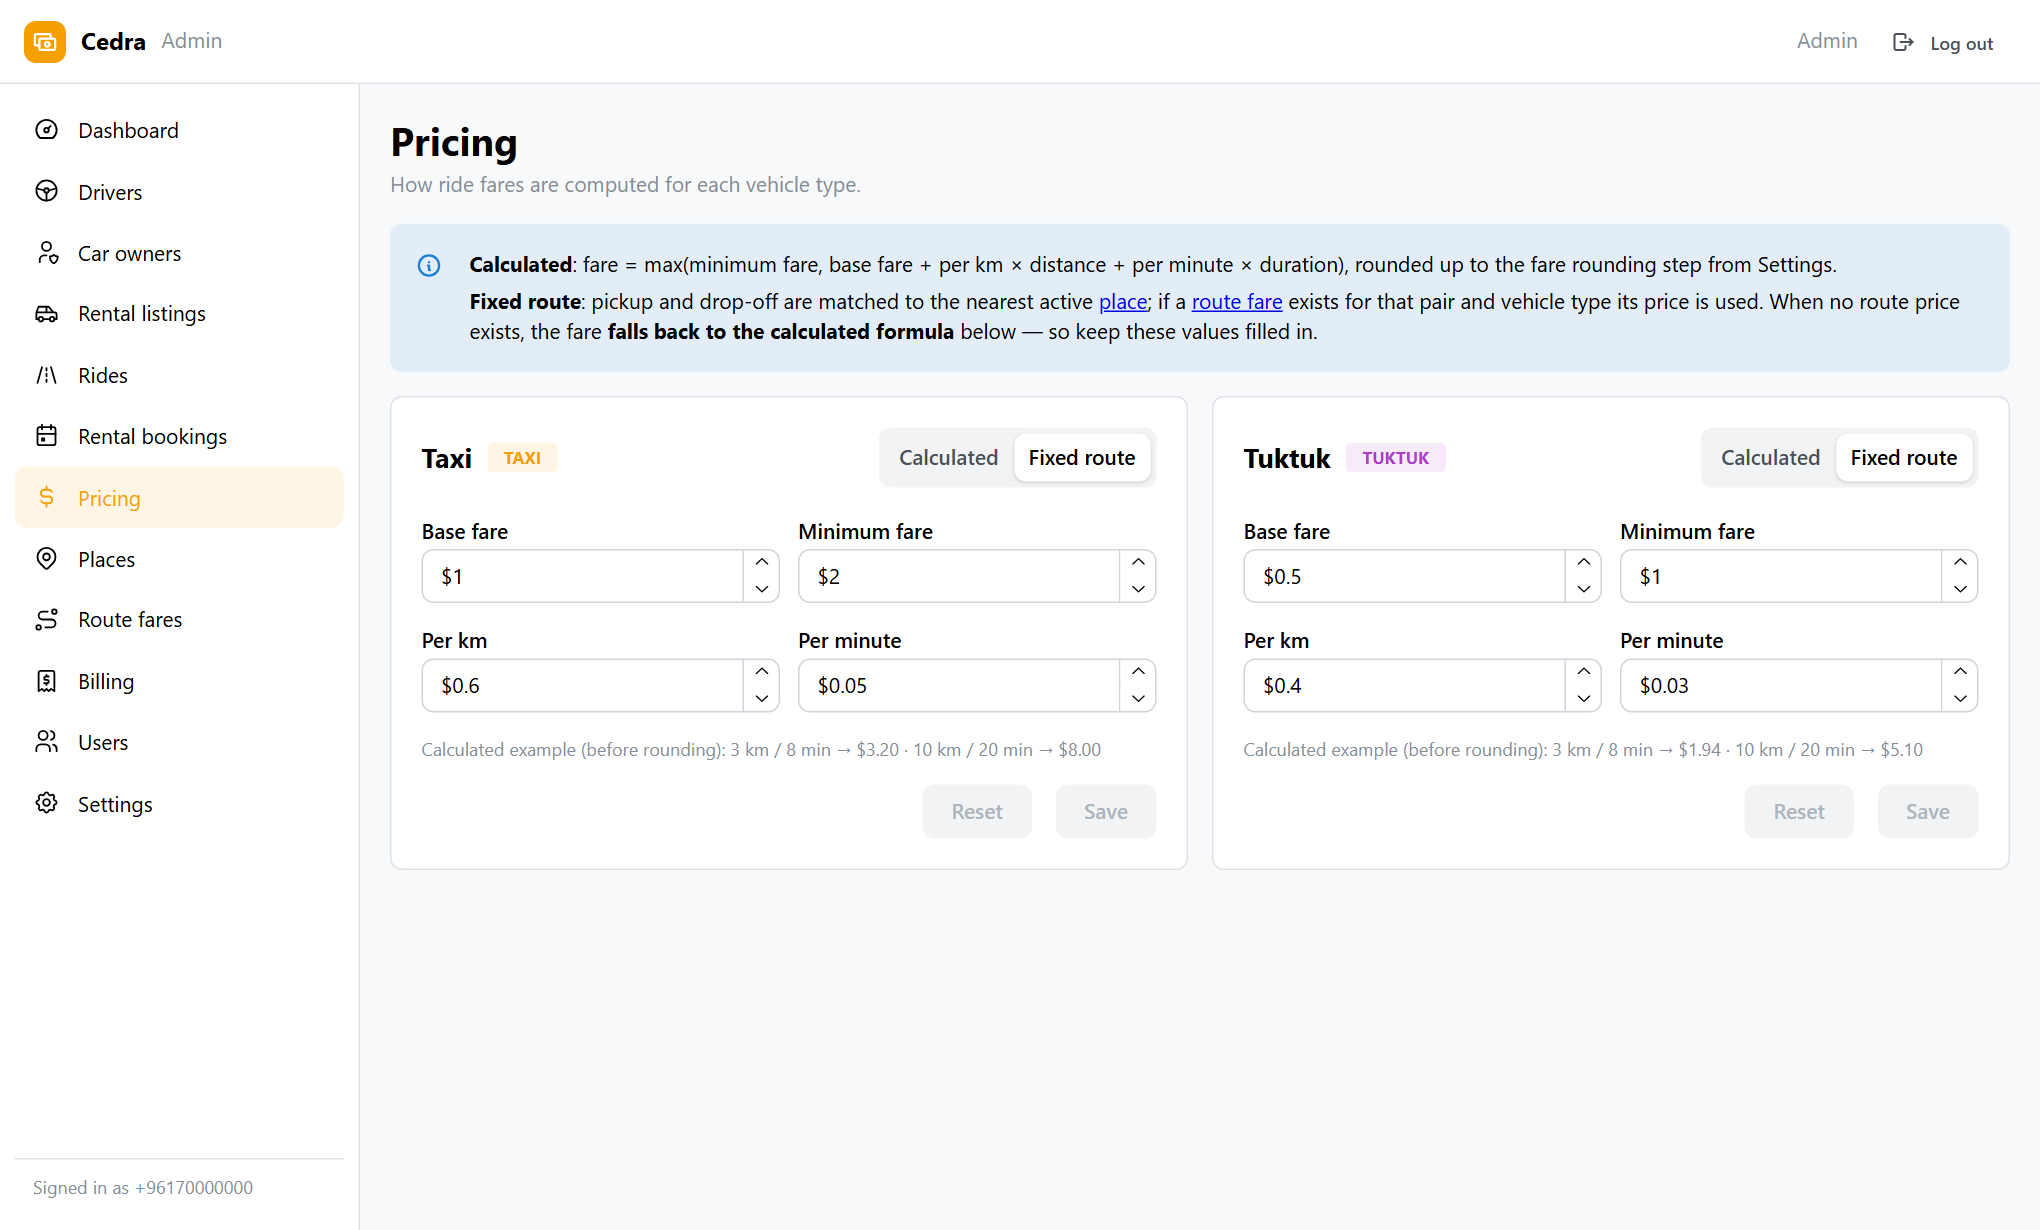 Cedra Admin
Admin Log out
Dashboard
Drivers
Car owners
Rental listings
Rides
Rental bookings
Pricing
Places
Route fares
Billing
Users
Settings
Signed in as +96170000000
Pricing
How ride fares are computed for each vehicle type.
Calculated: fare = max(minimum fare, base fare + per km × distance + per minute × duration), rounded up to the fare rounding step from Settings.
Fixed route: pickup and drop-off are matched to the nearest active place; if a route fare exists for that pair and vehicle type its price is used. When no route price
exists, the fare falls back to the calculated formula below — so keep these values filled in.
Taxi TAXI Calculated Fixed route
Base fare Minimum fare
$1 $2
Per km Per minute
$0.6 $0.05
Calculated example (before rounding): 3 km / 8 min → $3.20 · 10 km / 20 min → $8.00
Reset Save
Tuktuk TUKTUK Calculated Fixed route
Base fare Minimum fare
$0.5 $1
Per km Per minute
$0.4 $0.03
Calculated example (before rounding): 3 km / 8 min → $1.94 · 10 km / 20 min → $5.10
Reset Save